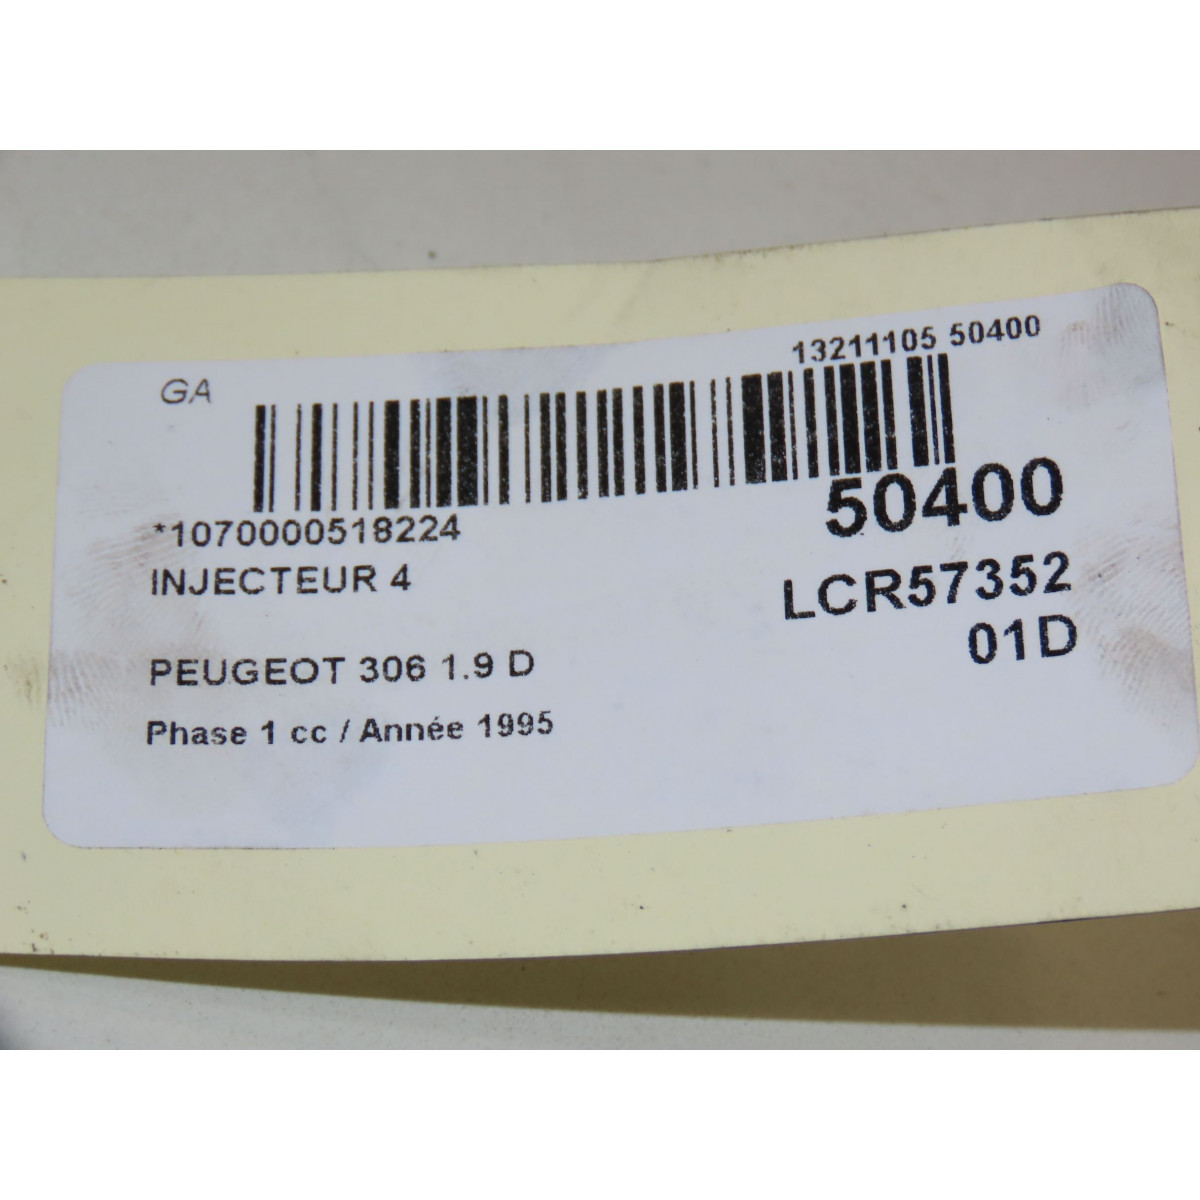 13211105 50400
GA
50400
*1070000518224
INJECTEUR 4
LCR57352
01D
PEUGEOT 306 1.9 D
Phase 1 cc / Année 1995